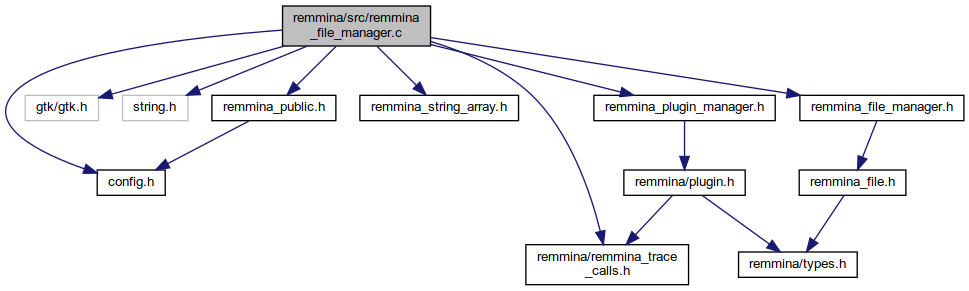 remmina/src/remmina
_file_manager.c
gtk/gtk.h
string.h
remmina_public.h
remmina_string_array.h
remmina_plugin_manager.h
remmina_file_manager.h
config.h
remmina/plugin.h
remmina_file.h
remmina/remmina_trace
_calls.h
remmina/types.h